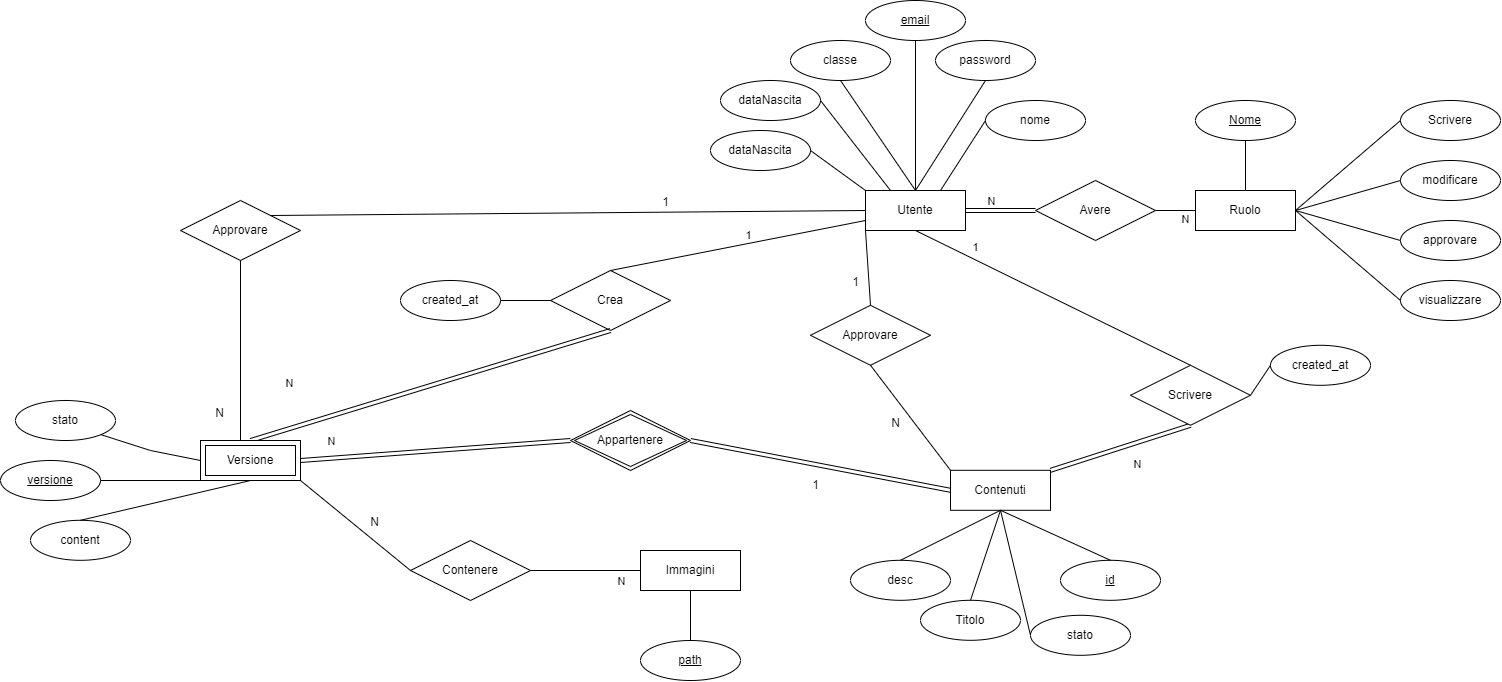 email
classe
password
dataNascita
nome
Nome
Scrivere
dataNascita
modificare
1
N
Utente
Avere
Ruolo
N
Approvare
1
1
approvare
created_at
Crea
1
visualizzare
Approvare
created_at
N
Scrivere
N
stato
N
N
Appartenere
Versione
N
1
versione
Contenuti
content
N
Contenere
Immagini
N
desc
id
Titolo
stato
path